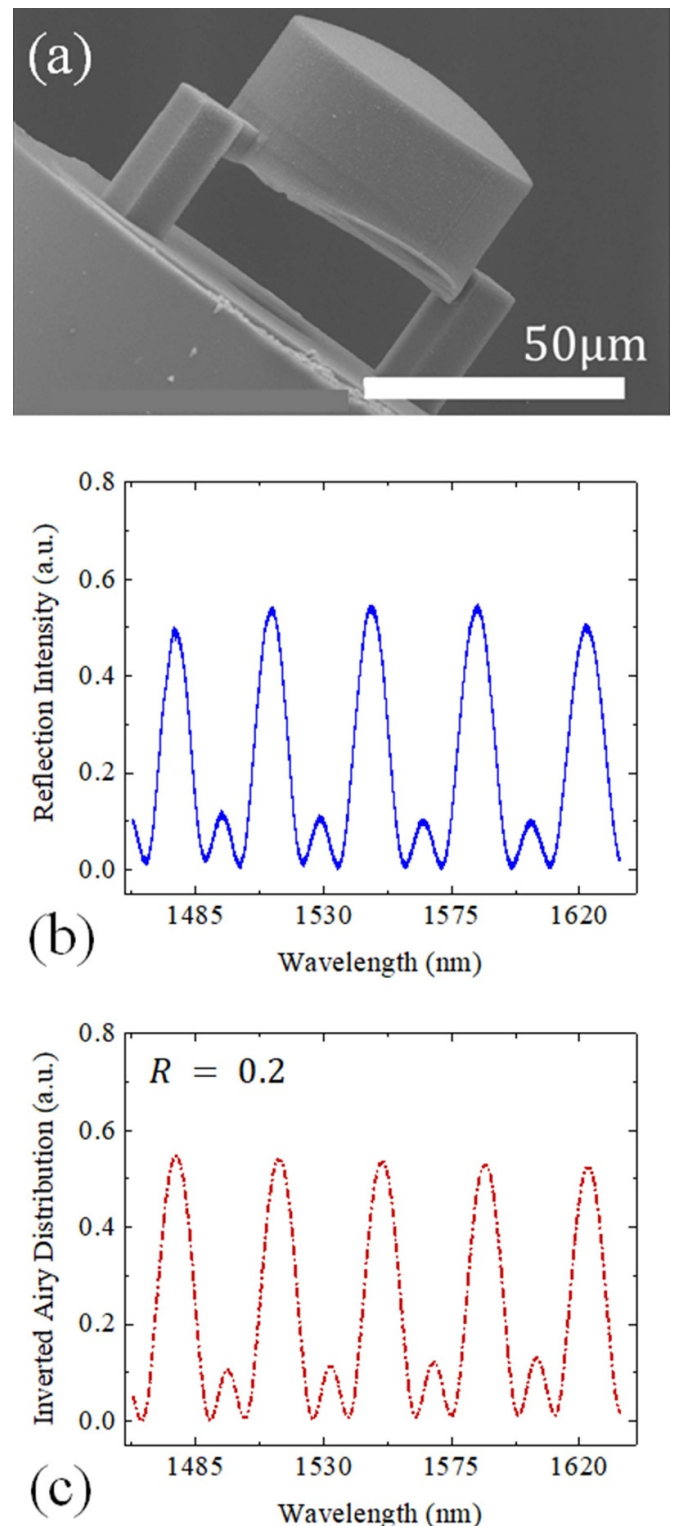 (a)
50μm
0.8
0.6
0.4
0.2
0.0
Reflection Intensity (a.u.)
1485 1530 1575 1620
Wavelength (nm)
(b)
0.8
R = 0.2
0.6
0.4
0.2
0.0
Inverted Airy Distribution (a.u.)
1485 1530 1575 1620
Wavelength (nm)
(c)